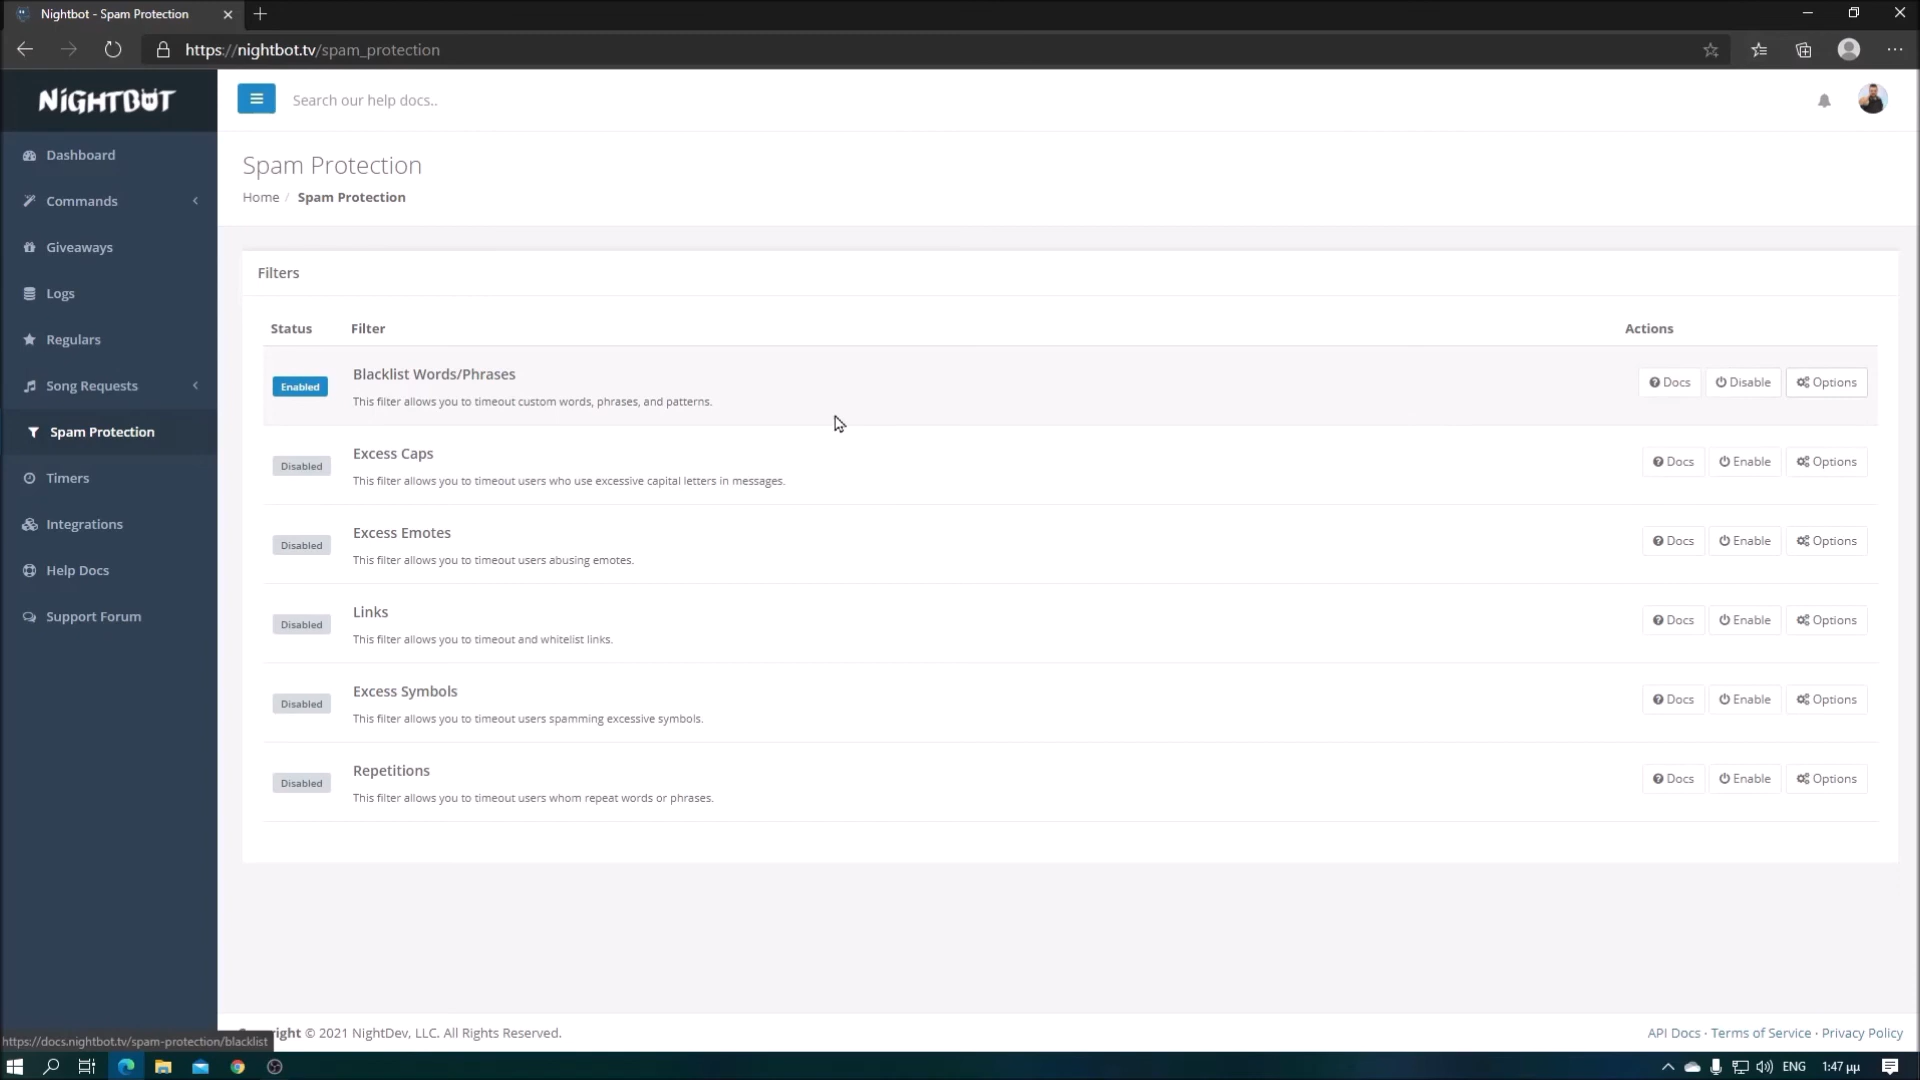 Nightbot - Spam Protection
https://nightbot.tv/spam_protection
NIGHTBOT
Search our help docs..
Dashboard
Commands
Giveaways
Logs
Regulars
Song Requests
Spam Protection
Timers
Integrations
Help Docs
Support Forum
Spam Protection
Home / Spam Protection
Filters
Status Filter Actions
Enabled Blacklist Words/Phrases Docs Disable Options
This filter allows you to timeout custom words, phrases, and patterns.
Disabled Excess Caps Docs Enable Options
This filter allows you to timeout users who use excessive capital letters in messages.
Disabled Excess Emotes Docs Enable Options
This filter allows you to timeout users abusing emotes.
Disabled Links Docs Enable Options
This filter allows you to timeout and whitelist links.
Disabled Excess Symbols Docs Enable Options
This filter allows you to timeout users spamming excessive symbols.
Disabled Repetitions Docs Enable Options
This filter allows you to timeout users whom repeat words or phrases.
ight © 2021 NightDev, LLC. All Rights Reserved. API Docs · Terms of Service · Privacy Policy
https://docs.nightbot.tv/spam-protection/blacklist
ENG 1:47 μμ